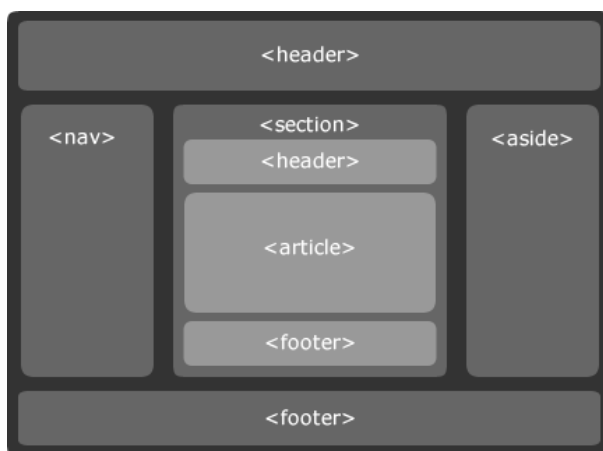 <header>
<nav>
<section>
<header>
<article>
<footer>
<aside>
<footer>